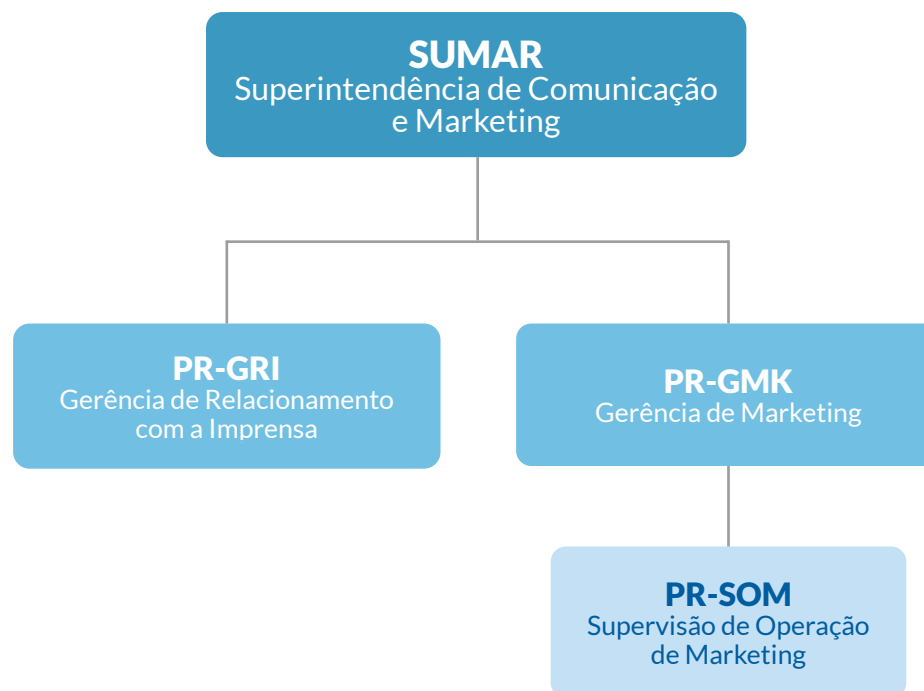 SUMAR
Superintendência de Comunicação
e Marketing
PR-GRI
Gerência de Relacionamento
com a Imprensa
PR-GMK
Gerência de Marketing
PR-SOM
Supervisão de Operação
de Marketing